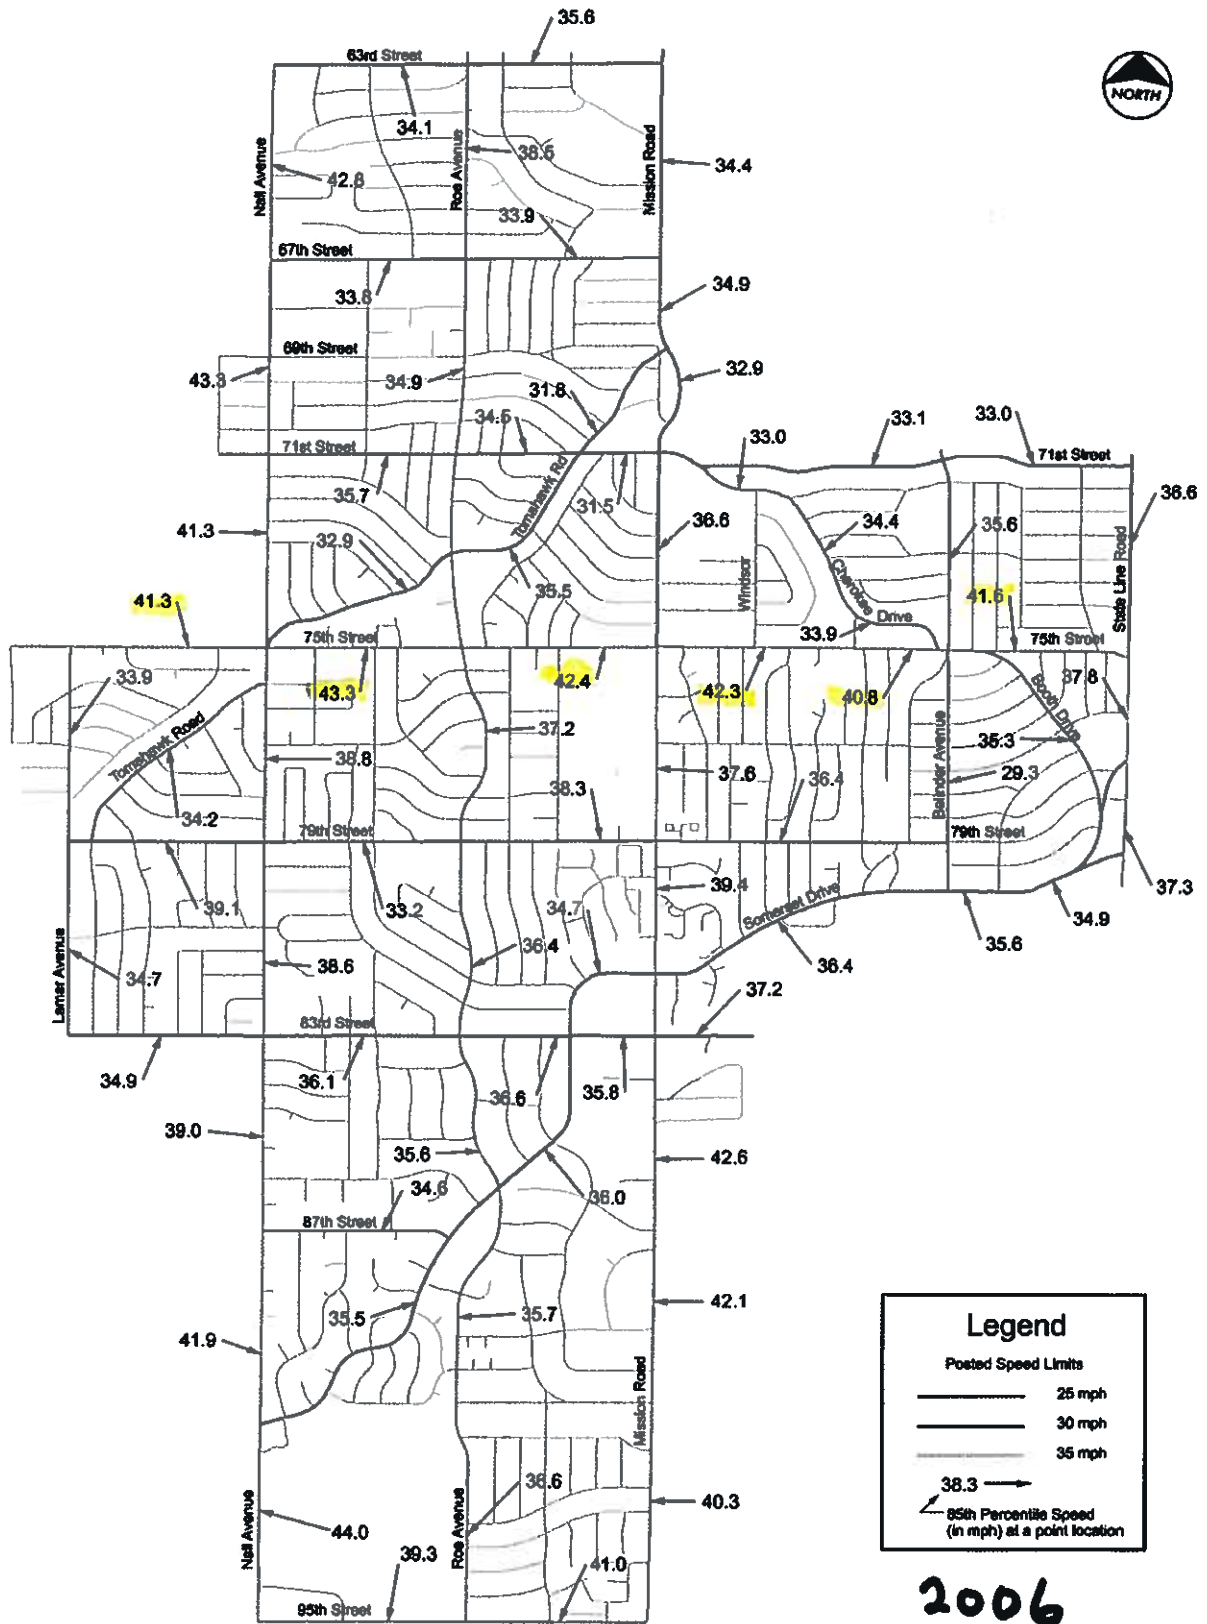 35.6
63rd Street
NORTH
34.1
Roe Avenue
38.5
Mission Road
34.4
Nall Avenue
42.8
33.9
67th Street
33.8
34.9
69th Street
43.3
34.9
31.8
32.9
34.5
71st Street
33.0
33.1
33.0
71st Street
35.7
Tomahawk Rd
31.5
36.6
41.3
32.9
36.6
34.4
35.6
State Line Road
35.5
Windsor
Cherokee Drive
41.3
41.6
75th Street
33.9
75th Street
33.9
43.3
42.4
42.3
40.8
37.8
Booth Drive
Tomahawk Road
37.2
35.3
38.8
37.6
36.4
29.3
Belinder Avenue
38.3
34.2
79th Street
79th Street
39.1
33.2
34.7
39.4
Somerset Drive
37.3
34.9
36.4
35.6
Lamar Avenue
34.7
38.6
36.4
37.2
83rd Street
34.9
36.1
36.6
35.8
39.0
35.6
42.6
34.6
36.0
87th Street
35.5
35.7
42.1
41.9
Mission Road
Legend
Posted Speed Limits
25 mph
30 mph
35 mph
38.3
85th Percentile Speed
(in mph) at a point location
38.6
40.3
Nall Avenue
44.0
Roe Avenue
39.3
41.0
95th Street
2006